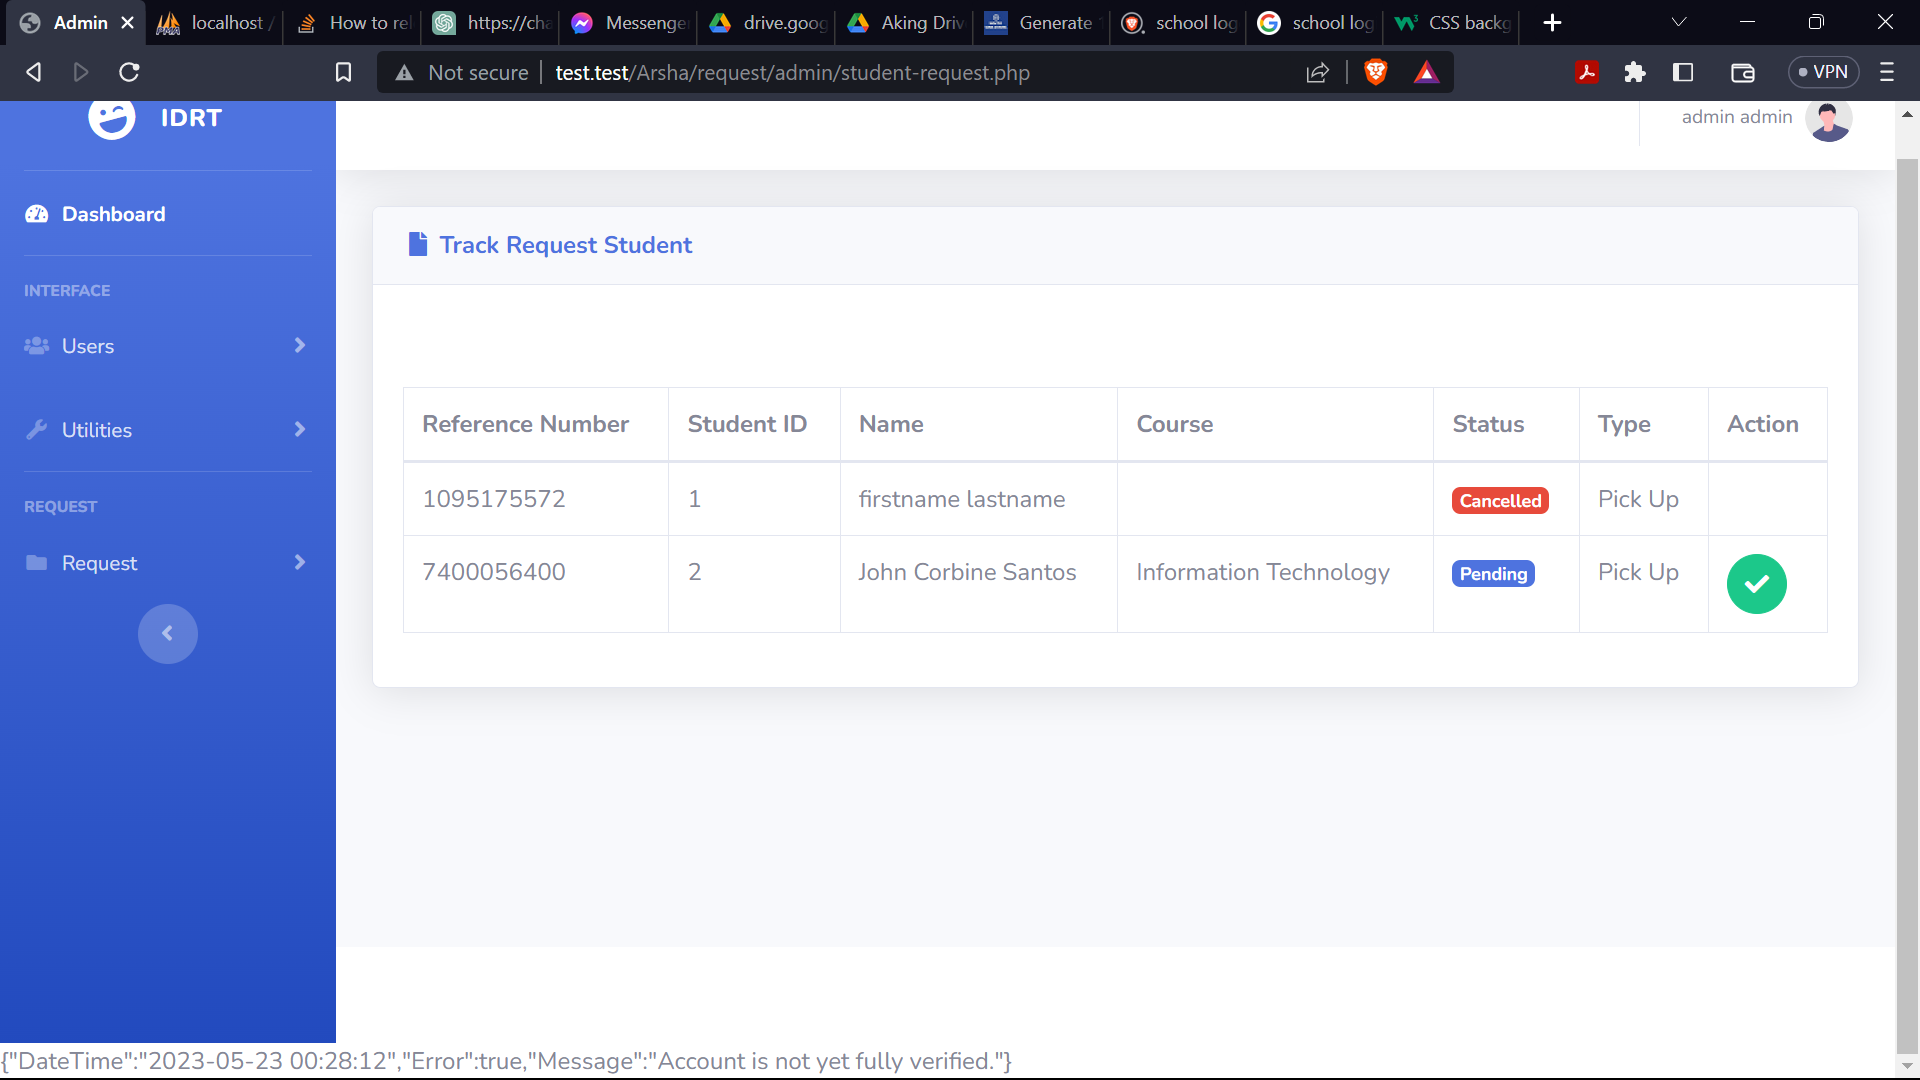 Admin
localhost /
How to rel
https://cha
Messenge
drive.goog
Aking Driv
Generate
school log
school log
CSS backg
Not secure test.test/Arsha/request/admin/student-request.php
VPN
IDRT
admin admin
Dashboard
Track Request Student
INTERFACE
Users
Utilities
REQUEST
Request
Reference Number Student ID Name Course Status Type Action
1095175572 1 firstname lastname Cancelled Pick Up
7400056400 2 John Corbine Santos Information Technology Pending Pick Up
{"DateTime":"2023-05-23 00:28:12","Error":true,"Message":"Account is not yet fully verified."}